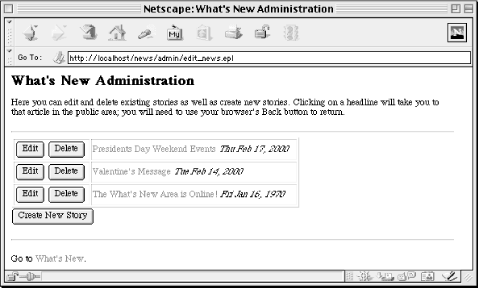 Netscape: What's New Administration
My
N
Go To: http://localhost/news/admin/edit_news.epl
What's New Administration
Here you can edit and delete existing stories as well as create new stories. Clicking on a headline will take you to
that article in the public area; you will need to use your browser's Back button to return.
Edit Delete Presidents Day Weekend Events Thu Feb 17, 2000
Edit Delete Valentine's Message Tue Feb 14, 2000
Edit Delete The What's New Area is Online! Fri Jan 16, 1970
Create New Story
Go to What's New.